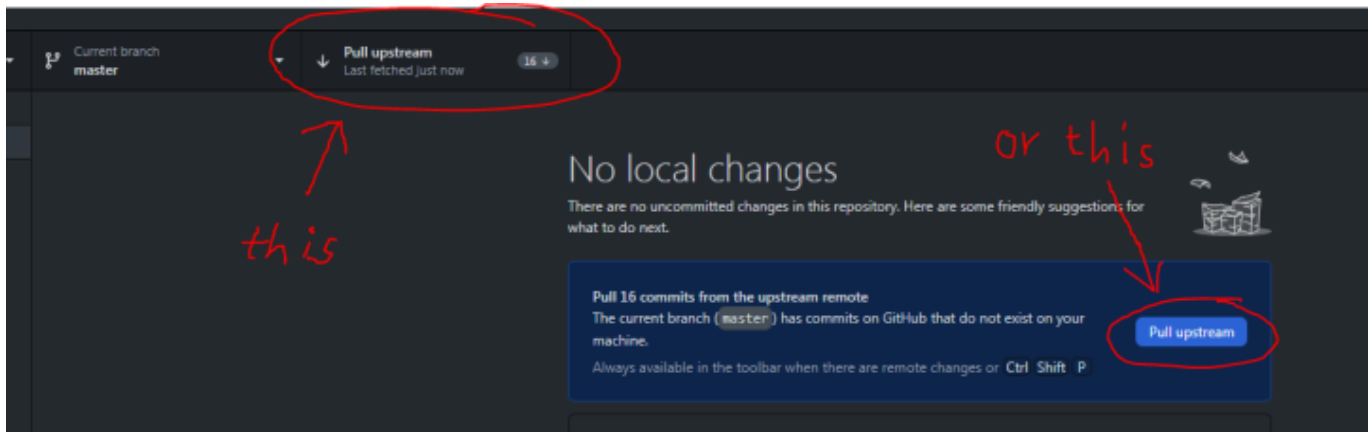 Current branch
master
Pull upstream
Last fetched just now
16
this
or this
No local changes
There are no uncommitted changes in this repository. Here are some friendly suggestions for
what to do next.
Pull 16 commits from the upstream remote
The current branch (master) has commits on GitHub that do not exist on your
machine.
Pull upstream
Always available in the toolbar when there are remote changes or Ctrl Shift P